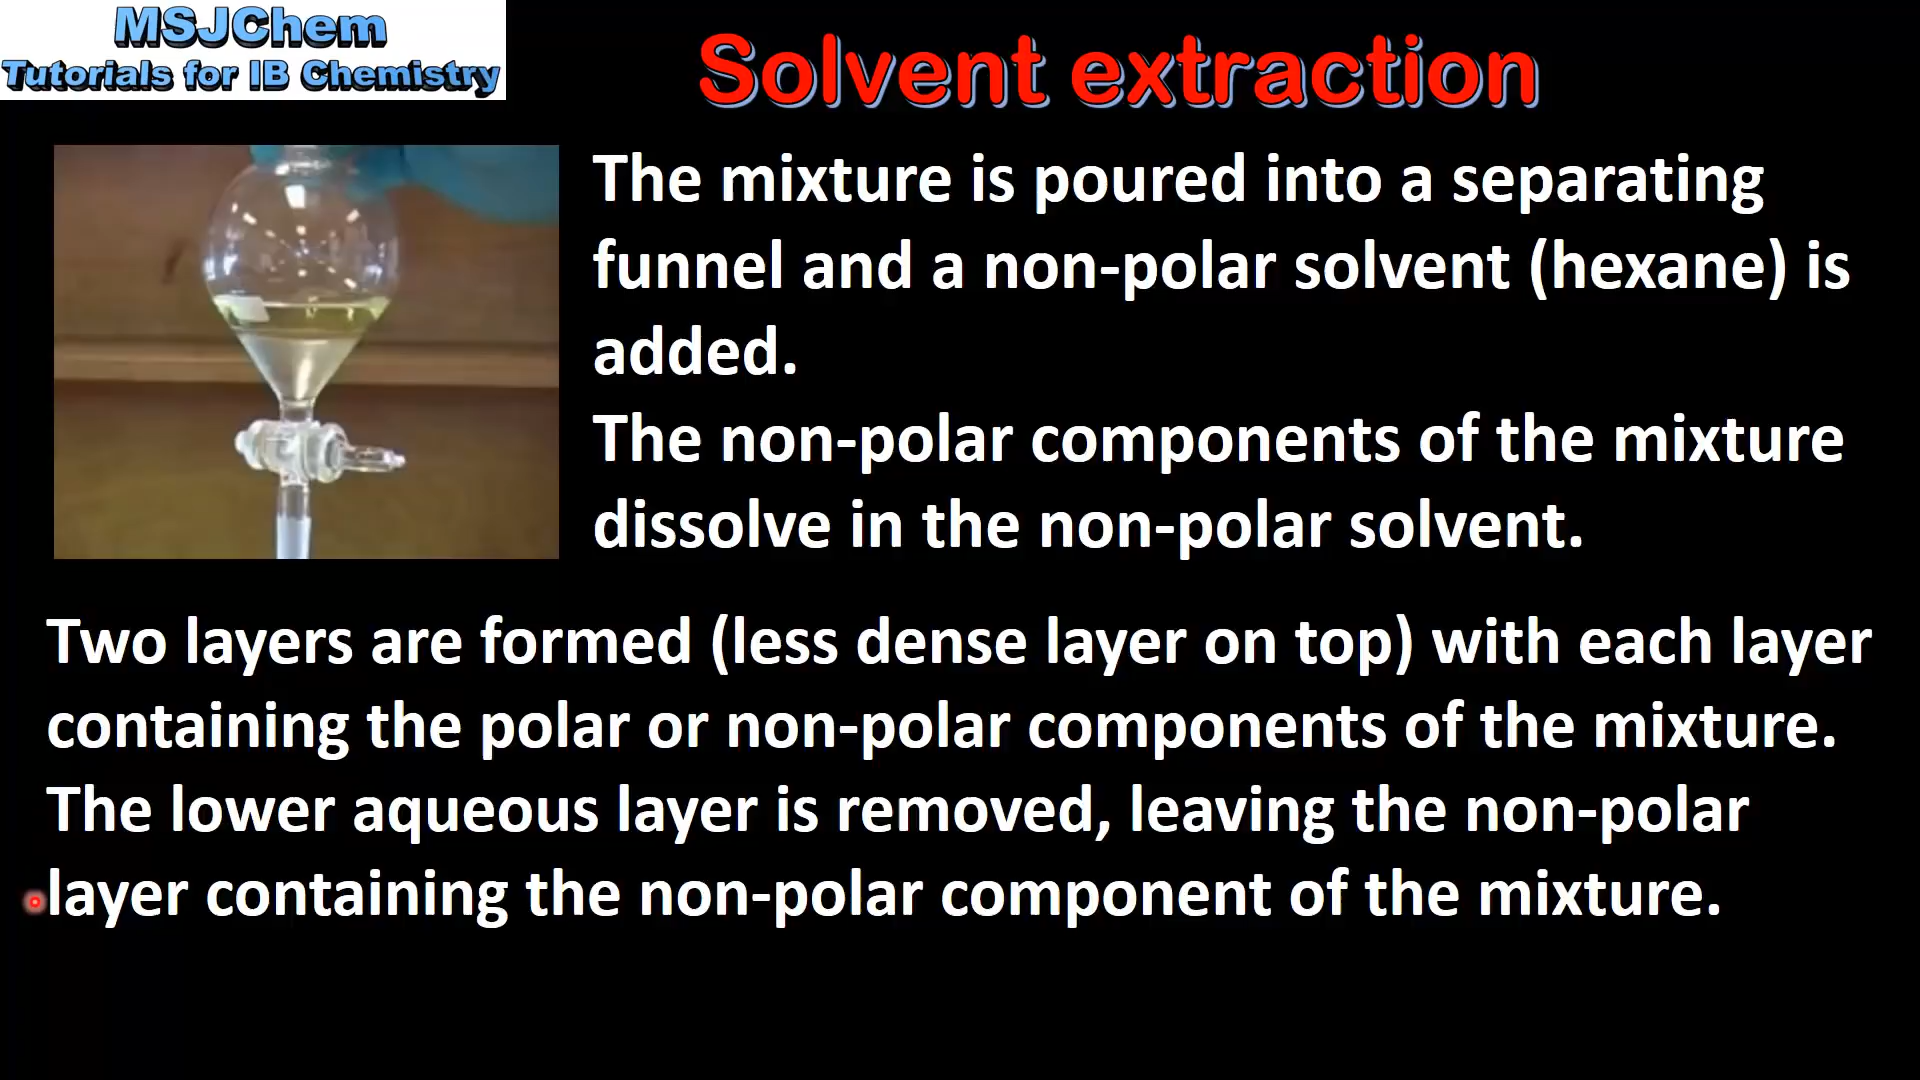 MSJChem
Tutorials for IB Chemistry
Solvent extraction
The mixture is poured into a separating
funnel and a non-polar solvent (hexane) is
added.
The non-polar components of the mixture
dissolve in the non-polar solvent.
Two layers are formed (less dense layer on top) with each layer
containing the polar or non-polar components of the mixture.
The lower aqueous layer is removed, leaving the non-polar
layer containing the non-polar component of the mixture.